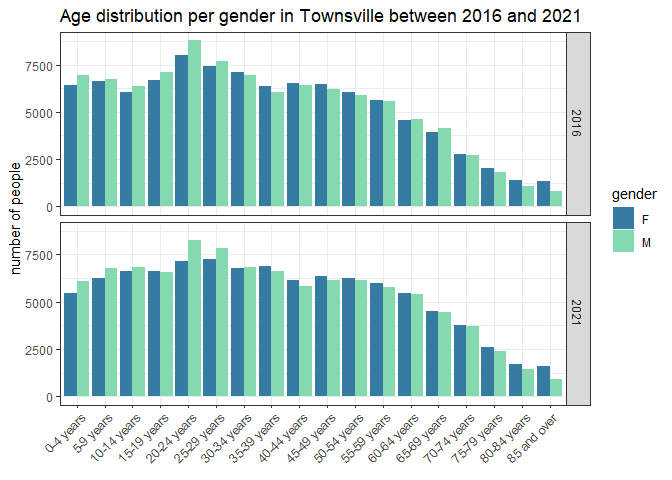 Age distribution per gender in Townsville between 2016 and 2021
number of people
7500
5000
2500
0
2016
7500
5000
2500
0
2021
0-4 years
5-9 years
10-14 years
15-19 years
20-24 years
25-29 years
30-34 years
35-39 years
40-44 years
45-49 years
50-54 years
55-59 years
60-64 years
65-69 years
70-74 years
75-79 years
80-84 years
85 and over
gender
F
M